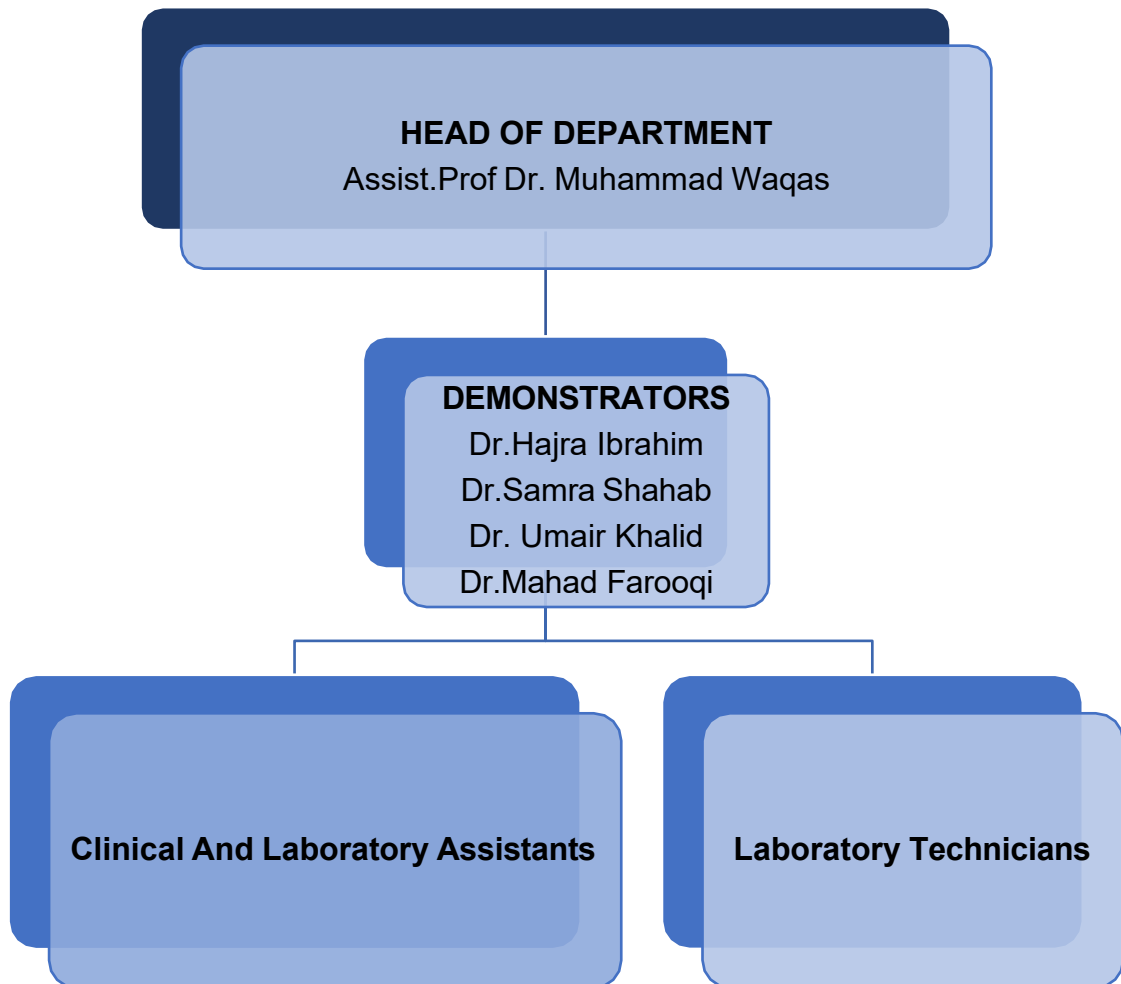 HEAD OF DEPARTMENT
Assist.Prof Dr. Muhammad Waqas
DEMONSTRATORS
Dr.Hajra Ibrahim
Dr.Samra Shahab
Dr. Umair Khalid
Dr.Mahad Farooqi
Clinical And Laboratory Assistants
Laboratory Technicians